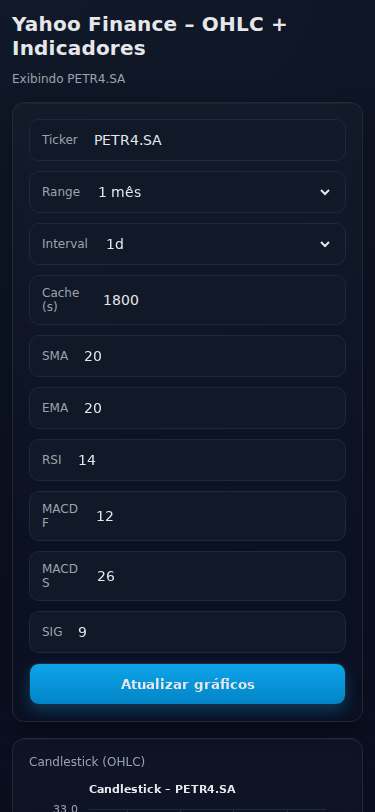 Yahoo Finance – OHLC +
Indicadores
Exibindo PETR4.SA
Ticker PETR4.SA
Range 1 mês
Interval 1d
Cache
(s) 1800
SMA 20
EMA 20
RSI 14
MACD
F 12
MACD
S 26
SIG 9
Atualizar gráficos
Candlestick (OHLC)
Candlestick – PETR4.SA
33.0